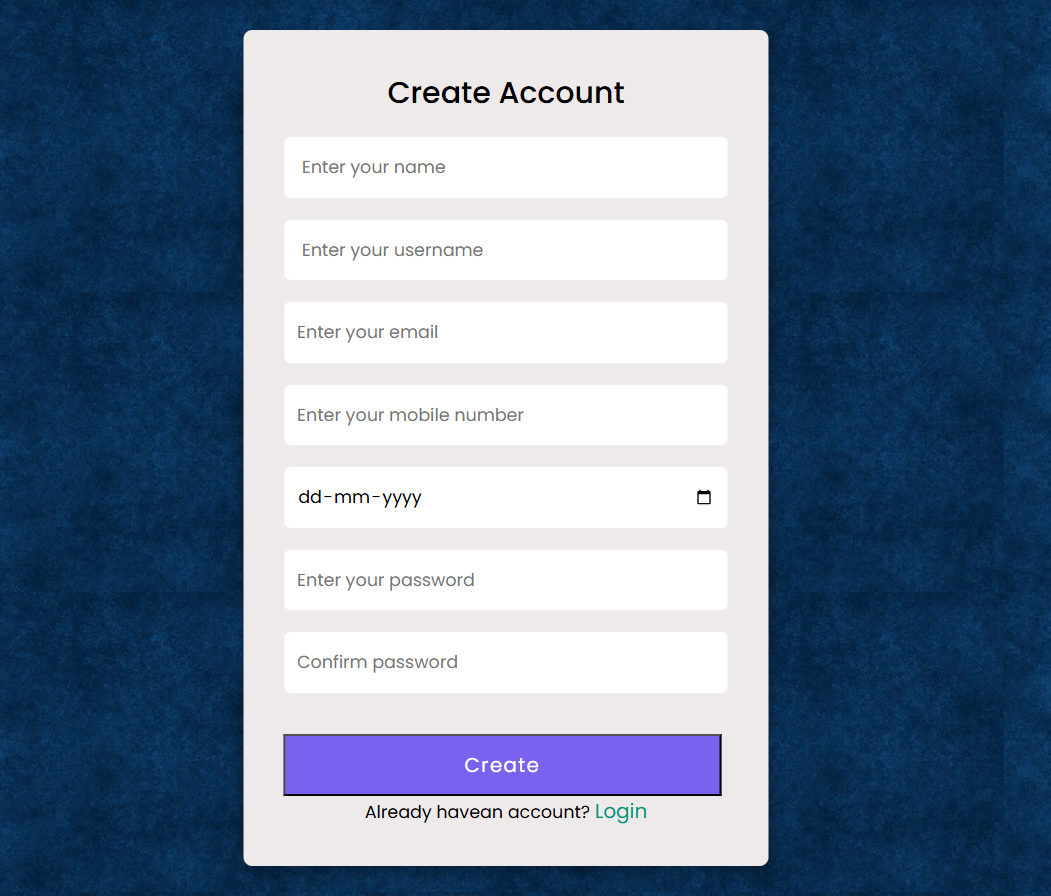 Create Account
Enter your name
Enter your username
Enter your email
Enter your mobile number
dd-mm-yyyy
Enter your password
Confirm password
Create
Already havean account? Login